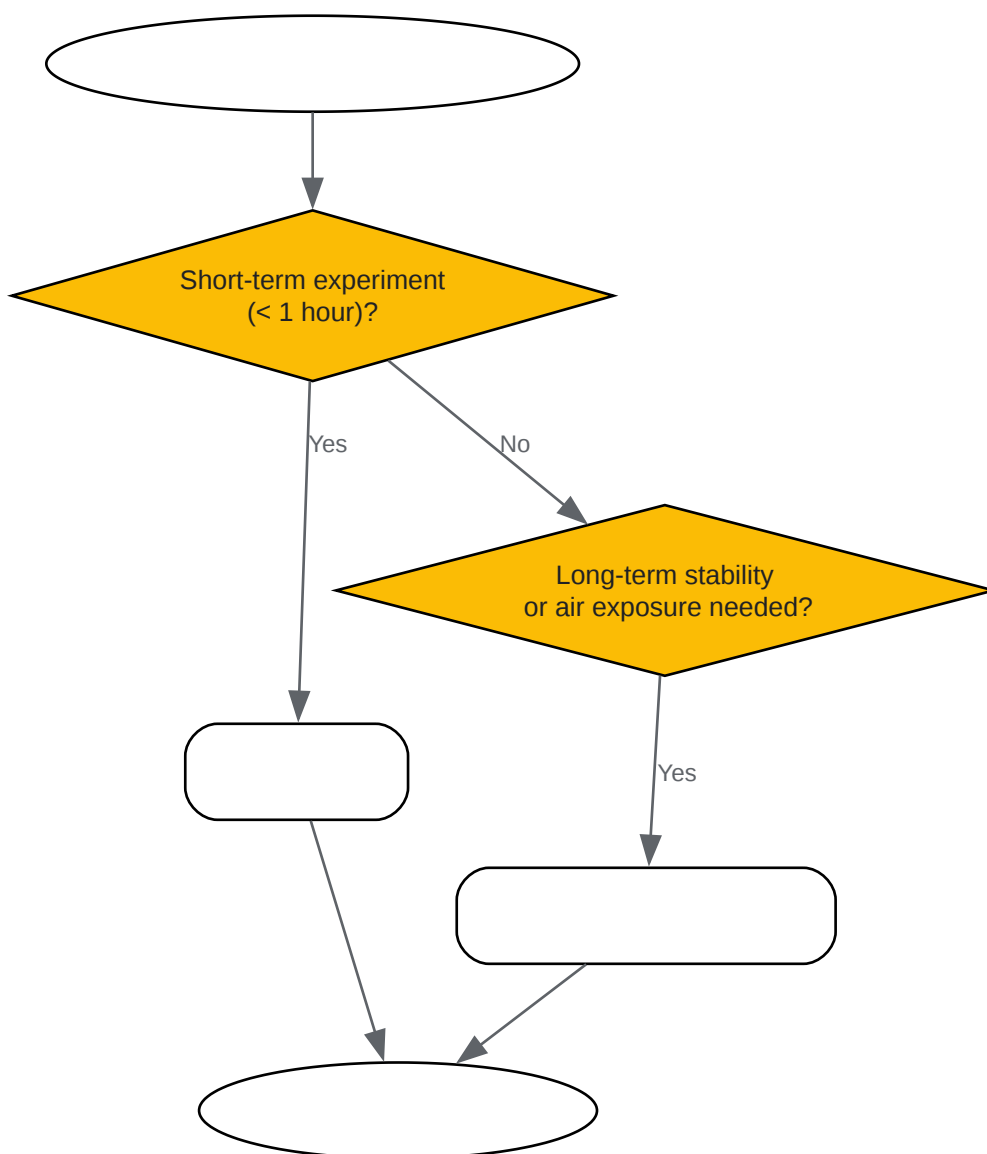 Short-term experiment
(< 1 hour)?
Yes
No
Long-term stability
or air exposure needed?
Yes